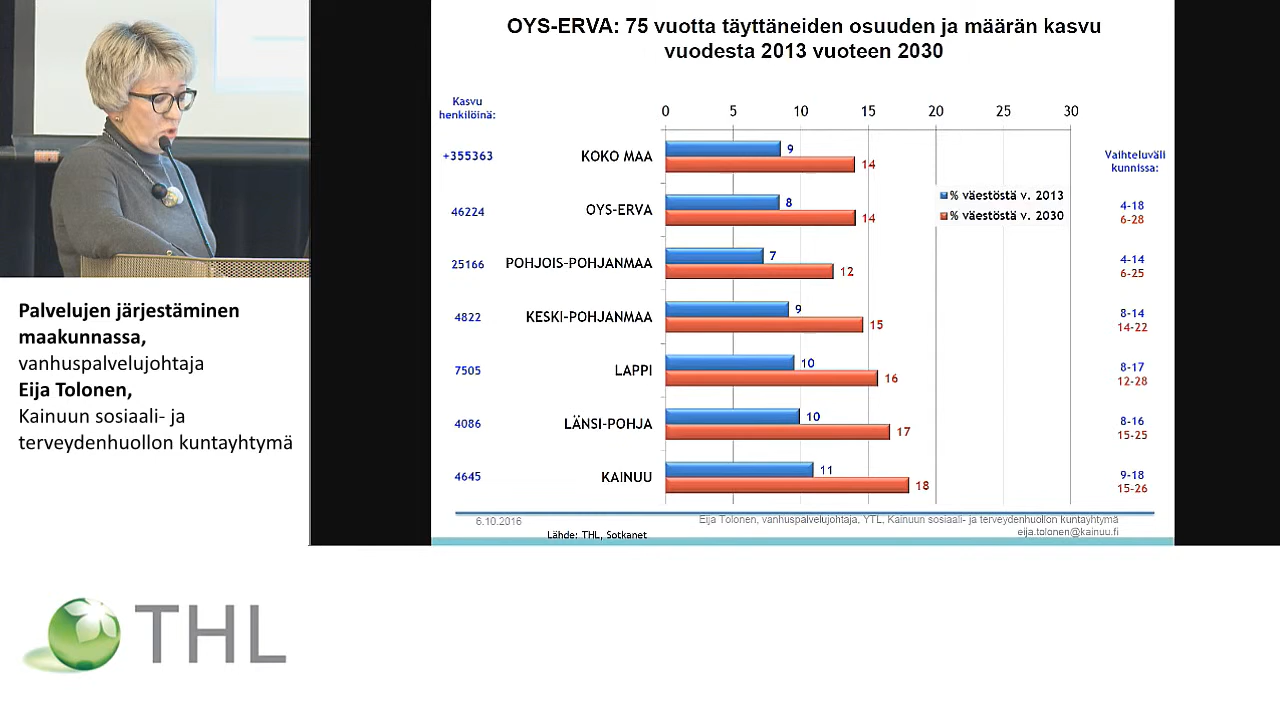 OYS-ERVA: 75 vuotta täyttäneiden osuuden ja määrän kasvu
vuodesta 2013 vuoteen 2030
Kasvu
henkilöinä:
0 5 10 15 20 25 30
Vaihteluväli
kunnissa:
+355363 KOKO MAA 9
14
% väestöstä v. 2013
% väestöstä v. 2030
46224 OYS-ERVA 8 4-18
14 6-28
25166 POHJOIS-POHJANMAA 7 4-14
12 6-25
4822 KESKI-POHJANMAA 9 8-14
15 14-22
7505 LAPPI 10 8-17
16 12-28
4086 LÄNSI-POHJA 10 8-16
17 15-25
4645 KAINUU 11 9-18
18 15-26
6.10.2016
Eija Tolonen, vanhuspalvelujohtaja, YTL, Kainuun sosiaali- ja terveydenhuollon kuntayhtymä
eija.tolonen@kainuu.fi
Lähde: THL, Sotkanet
Palvelujen järjestäminen
maakunnassa,
vanhuspalvelujohtaja
Eija Tolonen,
Kainuun sosiaali- ja
terveydenhuollon kuntayhtymä
THL